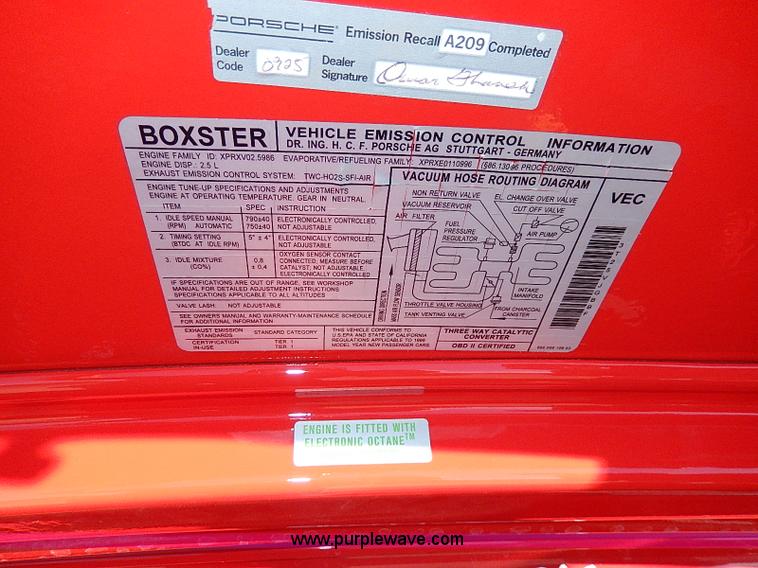 PORSCHE Emission Recall A209 Completed
Dealer Code 0325 Dealer Signature
BOXSTER VEHICLE EMISSION CONTROL INFORMATION
DR. ING. H. C. F. PORSCHE AG STUTTGART - GERMANY
ENGINE FAMILY ID: XPRXV02.5986 EVAPORATIVE/REFUELING FAMILY: XPRXE0110996 (§86.130-96 PROCEDURES)
ENGINE DISP.: 2.5 L
EXHAUST EMISSION CONTROL SYSTEM: TWC-HO2S-SFI-AIR
ENGINE TUNE-UP SPECIFICATIONS AND ADJUSTMENTS
ENGINE AT OPERATING TEMPERATURE. GEAR IN NEUTRAL
ITEM SPEC INSTRUCTION
1. IDLE SPEED MANUAL 790±40 ELECTRONICALLY CONTROLLED,
(RPM) AUTOMATIC 750±40 NOT ADJUSTABLE
2. TIMING SETTING 5° ± 4° ELECTRONICALLY CONTROLLED,
(BTDC AT IDLE RPM) NOT ADJUSTABLE
3. IDLE MIXTURE (CO%) 0,8 ± 0,4 OXYGEN SENSOR CONTACT
CONNECTED; MEASURE BEFORE
CATALYST; NOT ADJUSTABLE.
ELECTRONICALLY CONTROLLED
IF SPECIFICATIONS ARE OUT OF RANGE, SEE WORKSHOP
MANUAL FOR DETAILED ADJUSTMENT INSTRUCTIONS
SPECIFICATIONS APPLICABLE TO ALL ALTITUDES
VALVE LASH: NOT ADJUSTABLE
SEE OWNERS MANUAL AND WARRANTY-MAINTENANCE SCHEDULE
FOR ADDITIONAL INFORMATION
EXHAUST EMISSION STANDARDS STANDARD CATEGORY
CERTIFICATION TIER 1
IN-USE TIER 1
VACUUM HOSE ROUTING DIAGRAM
VEC
NON RETURN VALVE
EL. CHANGE OVER VALVE
VACUUM RESERVOIR
CUT OFF VALVE
AIR FILTER
FUEL PRESSURE REGULATOR
AIR PUMP
INTAKE MANIFOLD
DRIVING DIRECTION
MASS AIR FLOW SENSOR
THROTTLE VALVE HOUSING
TANK VENTING VALVE
FROM CHARCOAL CANISTER
THIS VEHICLE CONFORMS TO
U.S.EPA AND STATE OF CALIFORNIA
REGULATIONS APPLICABLE TO 1999
MODEL YEAR NEW PASSENGER CARS.
THREE WAY CATALYTIC
CONVERTER
OBD II CERTIFIED
ENGINE IS FITTED WITH
ELECTRONIC OCTANE™
www.purplewave.com